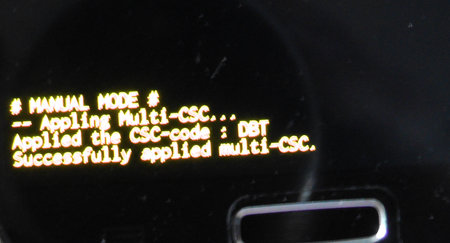 # MANUAL MODE #
-- Appling Multi-CSC...
Applied the CSC-code : DBT
Successfully applied multi-CSC.